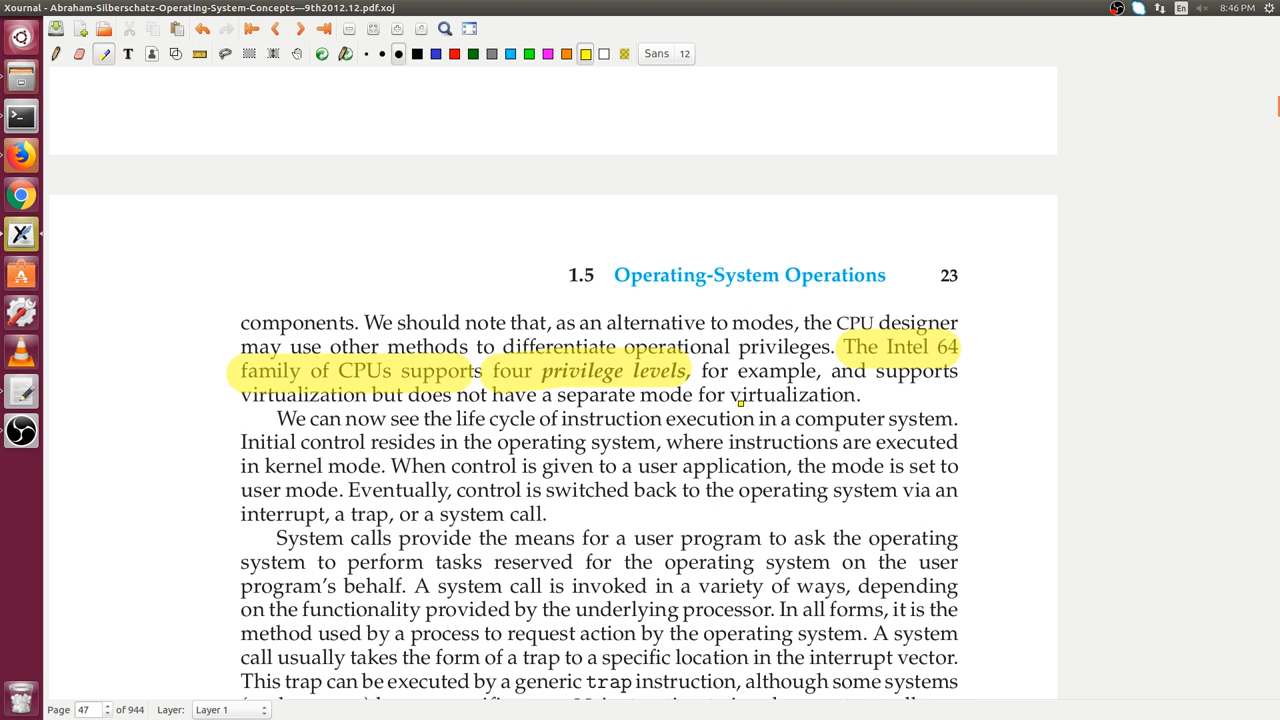 Xournal - Abraham-Silberschatz-Operating-System-Concepts---9th2012.12.pdf.xoj
En
8:46 PM
T
Sans 12
1.5 Operating-System Operations 23
components. We should note that, as an alternative to modes, the CPU designer
may use other methods to differentiate operational privileges. The Intel 64
family of CPUs supports four privilege levels, for example, and supports
virtualization but does not have a separate mode for virtualization.
We can now see the life cycle of instruction execution in a computer system.
Initial control resides in the operating system, where instructions are executed
in kernel mode. When control is given to a user application, the mode is set to
user mode. Eventually, control is switched back to the operating system via an
interrupt, a trap, or a system call.
System calls provide the means for a user program to ask the operating
system to perform tasks reserved for the operating system on the user
program's behalf. A system call is invoked in a variety of ways, depending
on the functionality provided by the underlying processor. In all forms, it is the
method used by a process to request action by the operating system. A system
call usually takes the form of a trap to a specific location in the interrupt vector.
This trap can be executed by a generic trap instruction, although some systems
Page 47 of 944 Layer: Layer 1